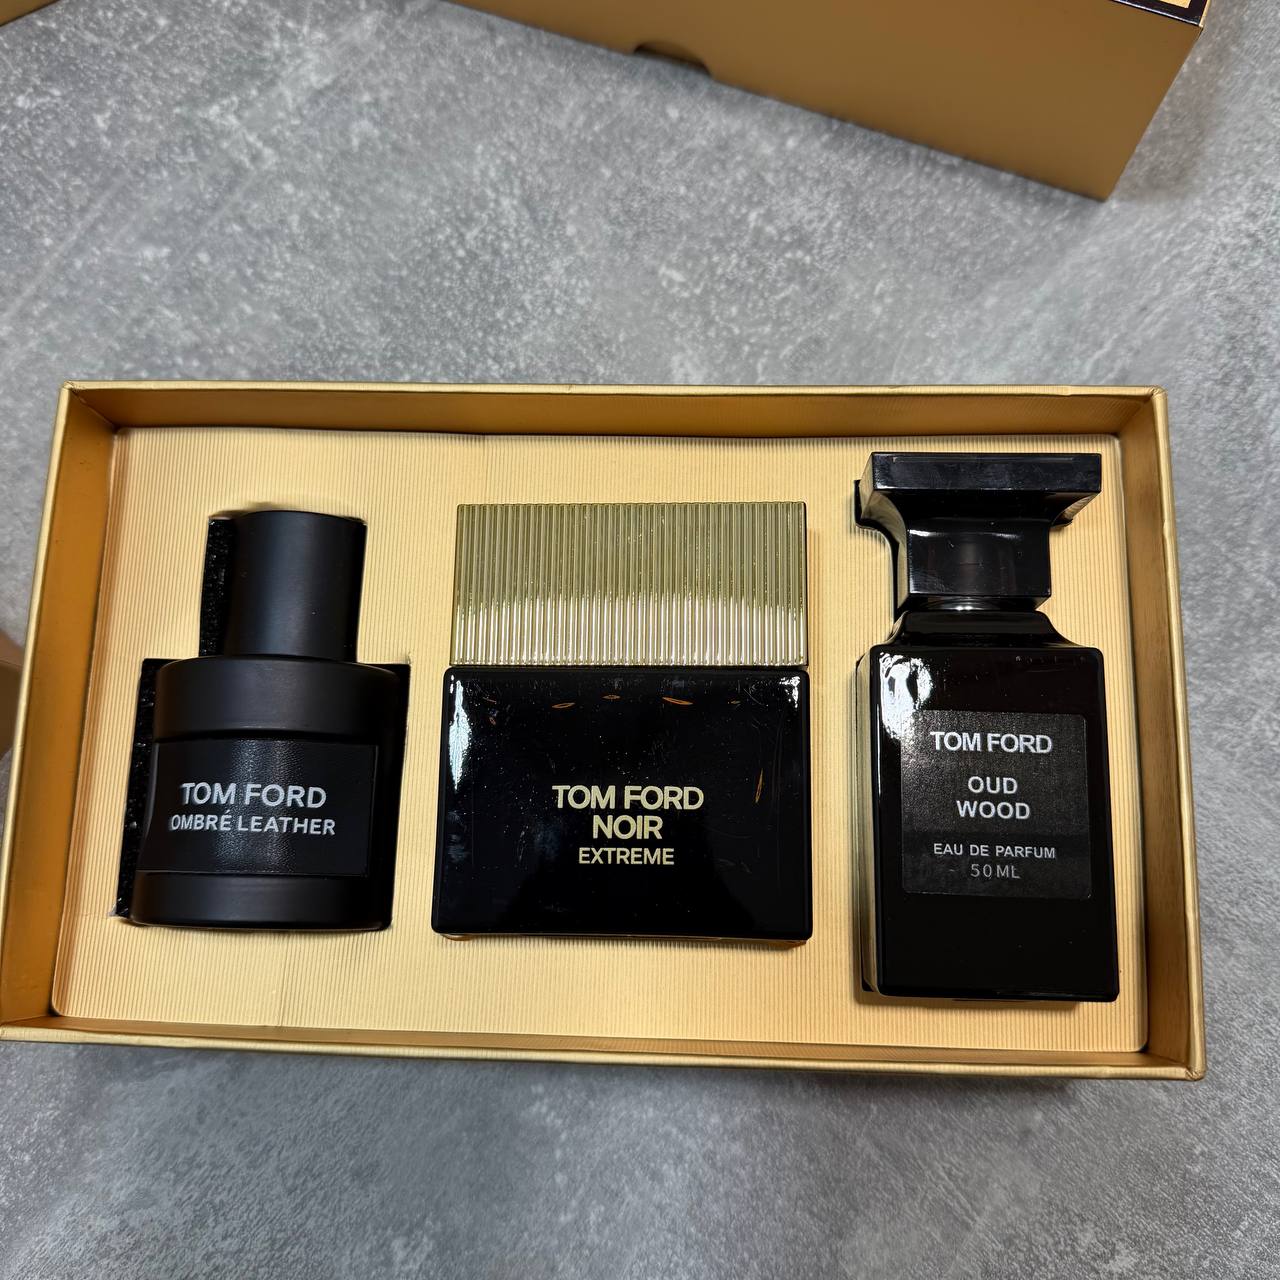 TOM FORD
OMBRÉ LEATHER
TOM FORD
NOIR
EXTREME
TOM FORD
OUD
WOOD
EAU DE PARFUM
50ML